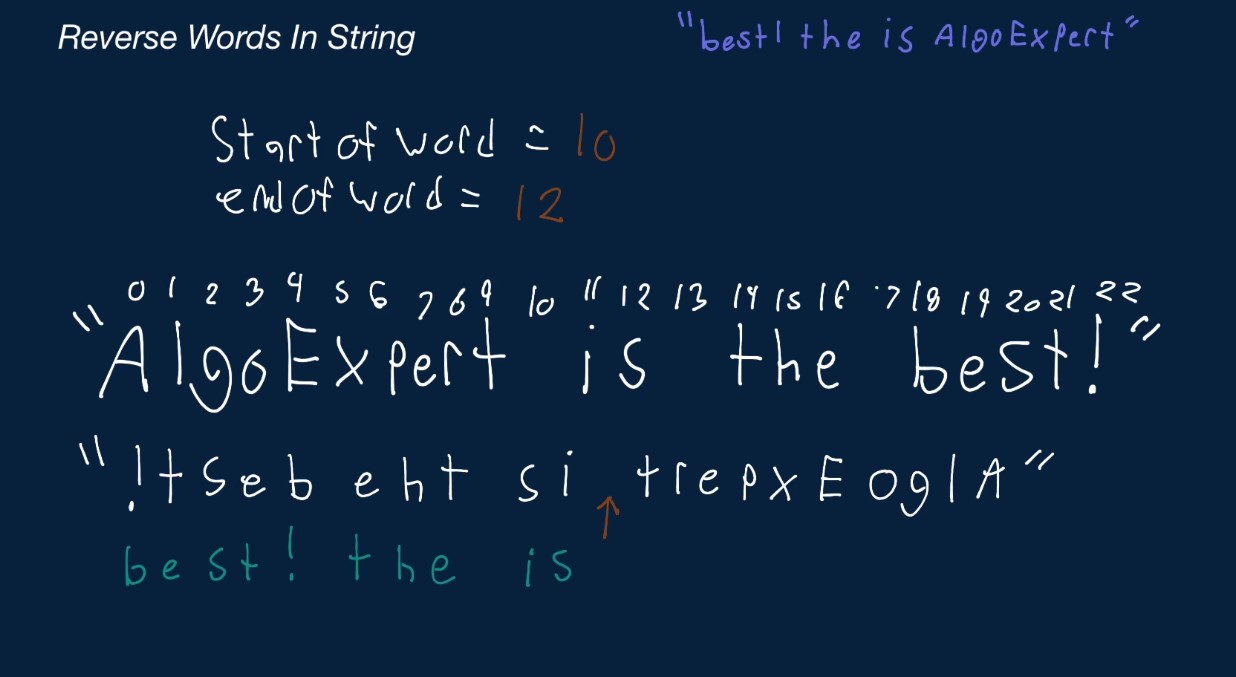 Reverse Words In String
"best! the is AlgoExpert"
Start of word = 10
end of word = 12
0 1 2 3 4 5 6 7 8 9 10 11 12 13 14 15 16 17 18 19 20 21 22
"AlgoExpert is the best!"
"!tseb eht si trepxEoglA"
↑
best! the is